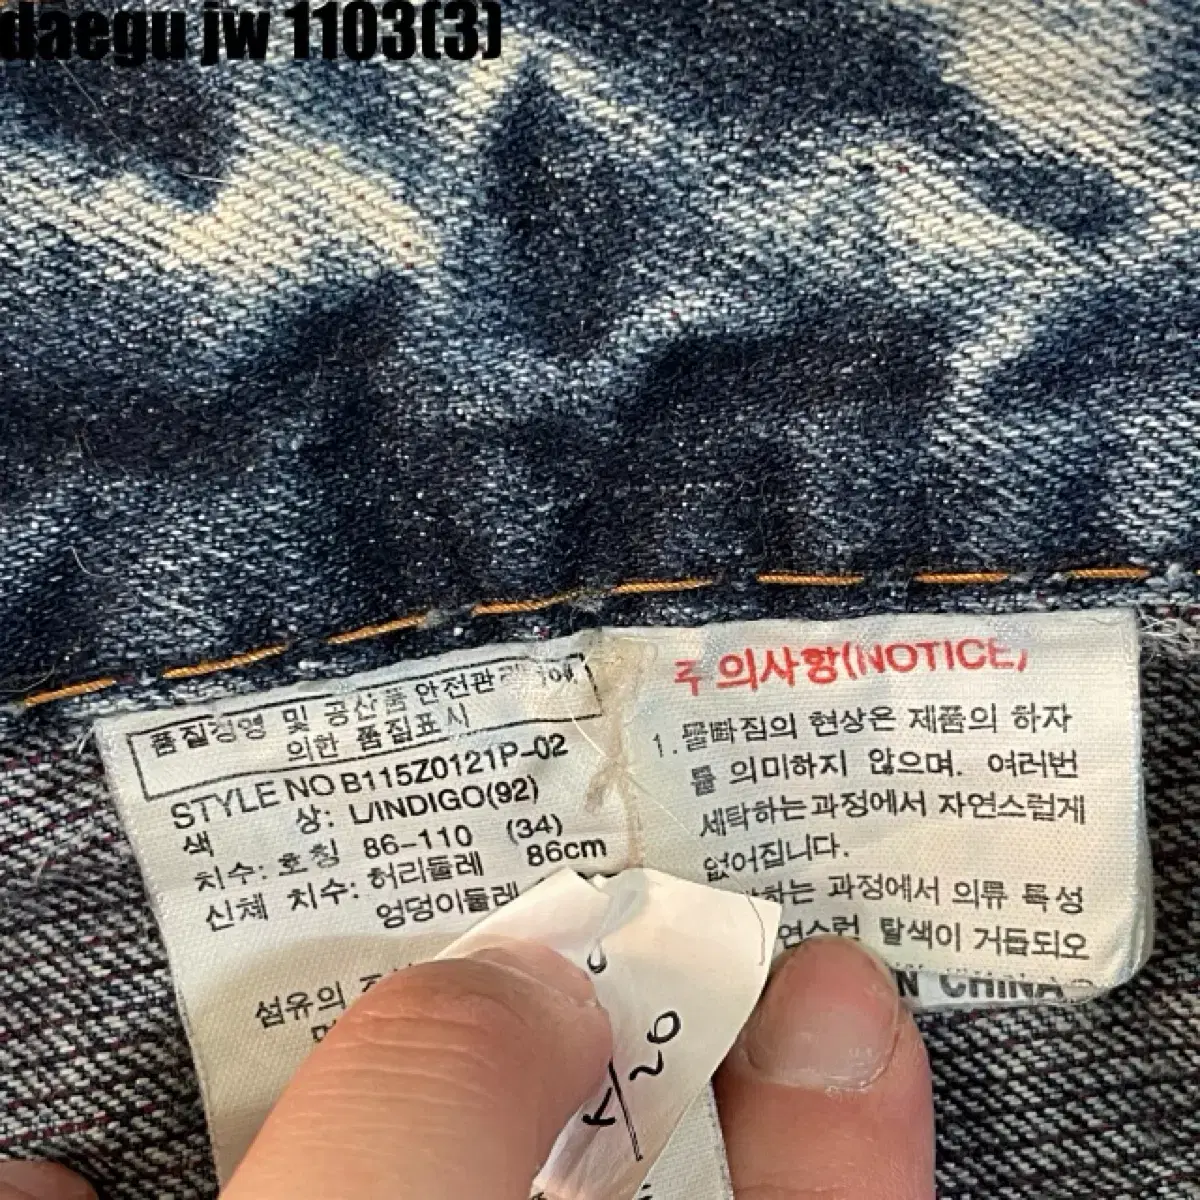 daegu jw 1103(3)
품질경영 및 공산품 안전관리
의한 품질표시
STYLE NO B115Z0121P-02
색 상: L/INDIGO(92)
치수: 호칭 86-110 (34)
신체 치수: 허리둘레 86cm
엉덩이둘레
섬유의
주의사항(NOTICE)
1. 물빠짐의 현상은 제품의 하자
를 의미하지 않으며. 여러번
세탁하는과정에서 자연스럽게
없어집니다.
하는 과정에서 의류 특성
탈색이 거듭되오
IN CHINA